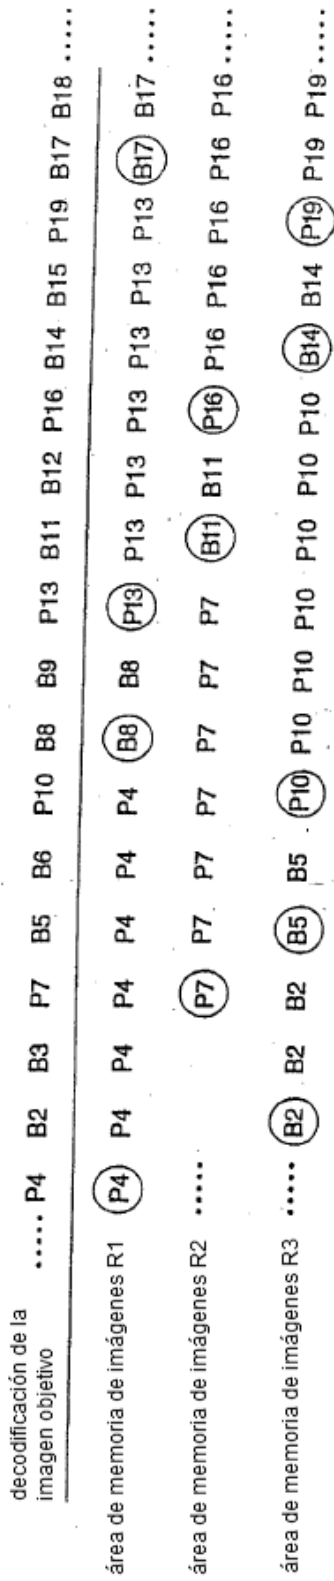 decodificación de la
imagen objetivo ..... P4 B2 B3 P7 B5 B6 P10 B8 B9 P13 B11 B12 P16 B14 B15 P19 B17 B18 .....
área de memoria de imágenes R1 P4 P4 P4 P4 P4 P4 P4 B8 B8 P13 P13 P13 P13 P13 P13 P13 B17 B17 .....
área de memoria de imágenes R2 ..... P7 P7 P7 P7 P7 P7 P7 B11 B11 P16 P16 P16 P16 P16 P16 .....
área de memoria de imágenes R3 ..... B2 B2 B2 B5 B5 P10 P10 P10 P10 P10 P10 P10 B14 B14 P19 P19 P19 .....